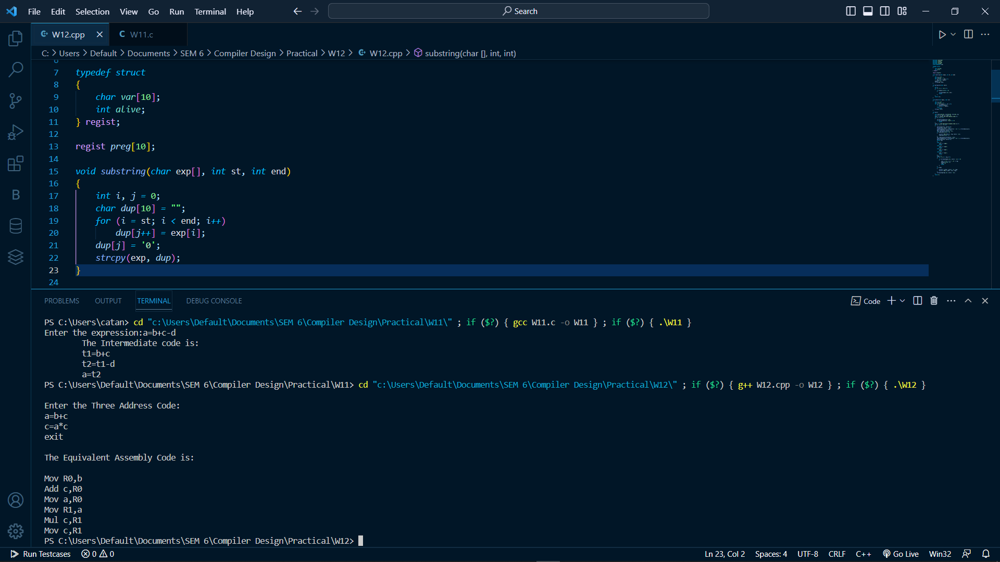 File Edit Selection View Go Run Terminal Help Search
W12.cpp W11.c
C: > Users > Default > Documents > SEM 6 > Compiler Design > Practical > W12 > W12.cpp > substring(char [], int, int)
6
7 typedef struct
8 {
9 char var[10];
10 int alive;
11 } regist;
12
13 regist preg[10];
14
15 void substring(char exp[], int st, int end)
16 {
17 int i, j = 0;
18 char dup[10] = "";
19 for (i = st; i < end; i++)
20 dup[j++] = exp[i];
21 dup[j] = '0';
22 strcpy(exp, dup);
23 }
24
PROBLEMS OUTPUT TERMINAL DEBUG CONSOLE Code
PS C:\Users\catan> cd "c:\Users\Default\Documents\SEM 6\Compiler Design\Practical\W11\" ; if ($?) { gcc W11.c -o W11 } ; if ($?) { .\W11 }
Enter the expression:a=b+c-d
The Intermediate code is:
t1=b+c
t2=t1-d
a=t2
PS C:\Users\Default\Documents\SEM 6\Compiler Design\Practical\W11> cd "c:\Users\Default\Documents\SEM 6\Compiler Design\Practical\W12\" ; if ($?) { g++ W12.cpp -o W12 } ; if ($?) { .\W12 }
Enter the Three Address Code:
a=b+c
c=a*c
exit
The Equivalent Assembly Code is:
Mov R0,b
Add c,R0
Mov a,R0
Mov R1,a
Mul c,R1
Mov c,R1
PS C:\Users\Default\Documents\SEM 6\Compiler Design\Practical\W12>
Run Testcases 0 0 Ln 23, Col 2 Spaces: 4 UTF-8 CRLF C++ Go Live Win32